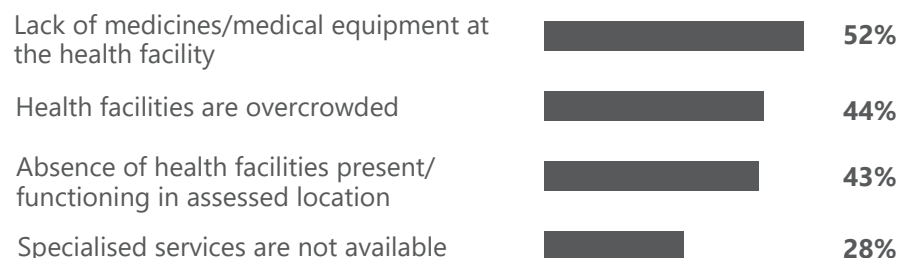 Lack of medicines/medical equipment at
the health facility
52%
Health facilities are overcrowded
44%
Absence of health facilities present/
functioning in assessed location
43%
Specialised services are not available
28%